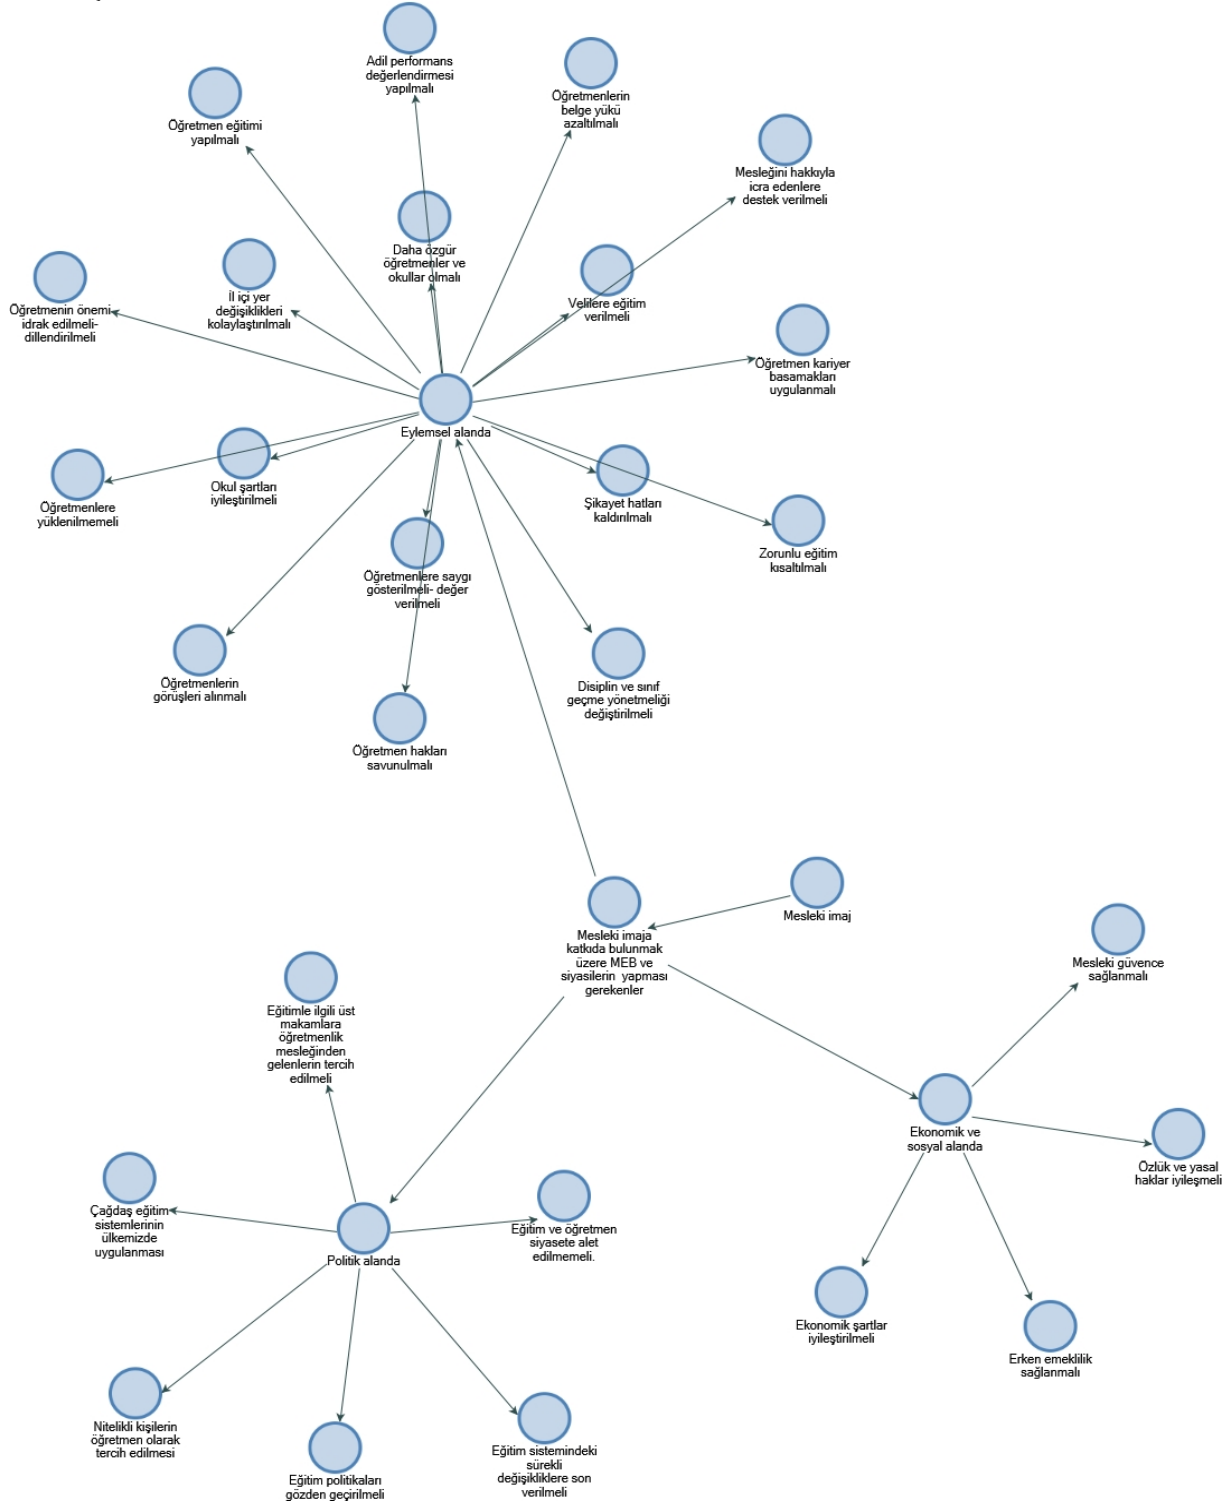 Adil performans
değerlendirmesi
yapılmalı
Öğretmenlerin
belge yükü
azaltılmalı
Öğretmen eğitimi
yapılmalı
Mesleğini hakkıyla
icra edenlere
destek verilmeli
Daha özgür
öğretmenler ve
okullar olmalı
İl içi yer
değişiklikleri
kolaylaştırılmalı
Velilere eğitim
verilmeli
Öğretmenin önemi
idrak edilmeli-
dillendirilmeli
Öğretmen kariyer
basamakları
uygulanmalı
Eylemsel alanda
Okul şartları
iyileştirilmeli
Öğretmenlere
yüklenilmemeli
Şikayet hatları
kaldırılmalı
Zorunlu eğitim
kısaltılmalı
Öğretmenlere saygı
gösterilmeli- değer
verilmeli
Öğretmenlerin
görüşleri alınmalı
Disiplin ve sınıf
geçme yönetmeliği
değiştirilmeli
Öğretmen hakları
savunulmalı
Mesleki imaj
Mesleki imaja
katkıda bulunmak
üzere MEB ve
siyasilerin yapması
gerekenler
Mesleki güvence
sağlanmalı
Eğitimle ilgili üst
makamlara
öğretmenlik
mesleğinden
gelenlerin tercih
edilmeli
Ekonomik ve
sosyal alanda
Özlük ve yasal
haklar iyileşmeli
Çağdaş eğitim
sistemlerinin
ülkemizde
uygulanması
Eğitim ve öğretmen
siyasete alet
edilmemeli.
Politik alanda
Ekonomik şartlar
iyileştirilmeli
Erken emeklilik
sağlanmalı
Nitelikli kişilerin
öğretmen olarak
tercih edilmesi
Eğitim sistemindeki
sürekli
değişikliklere son
verilmeli
Eğitim politikaları
gözden geçirilmeli